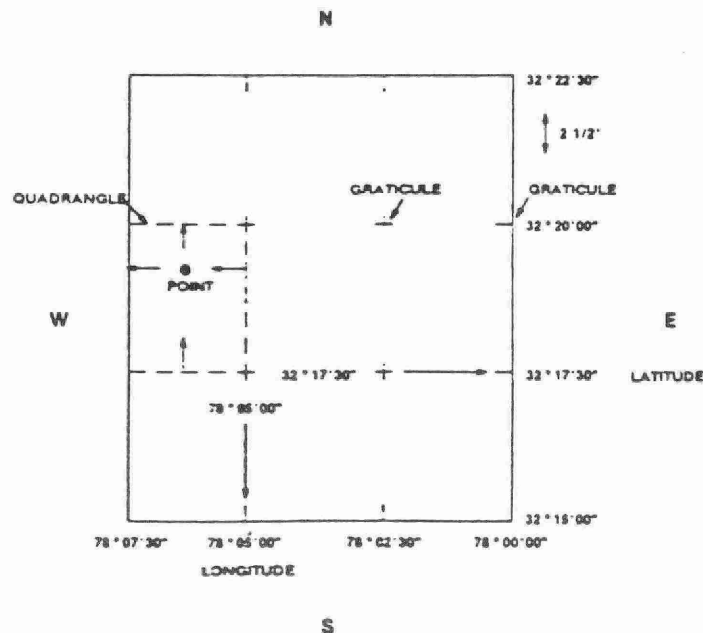 N
32°22'30"
2 1/2'
QUADRANGLE
GRATICULE
GRATICULE
32°20'00"
POINT
W
E
32°17'30"
32°17'30"
LATITUDE
78°05'00"
32°15'00"
78°07'30"
78°05'00"
78°02'30"
78°00'00"
LONGITUDE
S